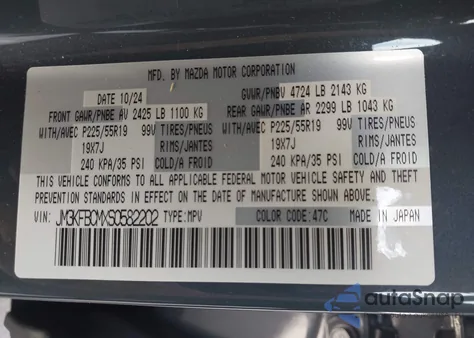 MFD. BY MAZDA MOTOR CORPORATION
DATE 10/24 GVWR/PNBV 4724 LB 2143 KG
FRONT GAWR/PNBE AV 2425 LB 1100 KG REAR GAWR/PNBE AR 2299 LB 1043 KG
WITH/AVEC P225/55R19 99V TIRES/PNEUS WITH/AVEC P225/55R19 99V TIRES/PNEUS
19X7J RIMS/JANTES 19X7J RIMS/JANTES
240 KPA/35 PSI COLD/A FROID 240 KPA/35 PSI COLD/A FROID
THIS VEHICLE CONFORMS TO ALL APPLICABLE FEDERAL MOTOR VEHICLE SAFETY AND THEFT
PREVENTION STANDARDS IN EFFECT ON THE DATE OF MANUFACTURE SHOWN ABOVE.
VIN: TYPE:MPV COLOR CODE:47C MADE IN JAPAN
autoSnap